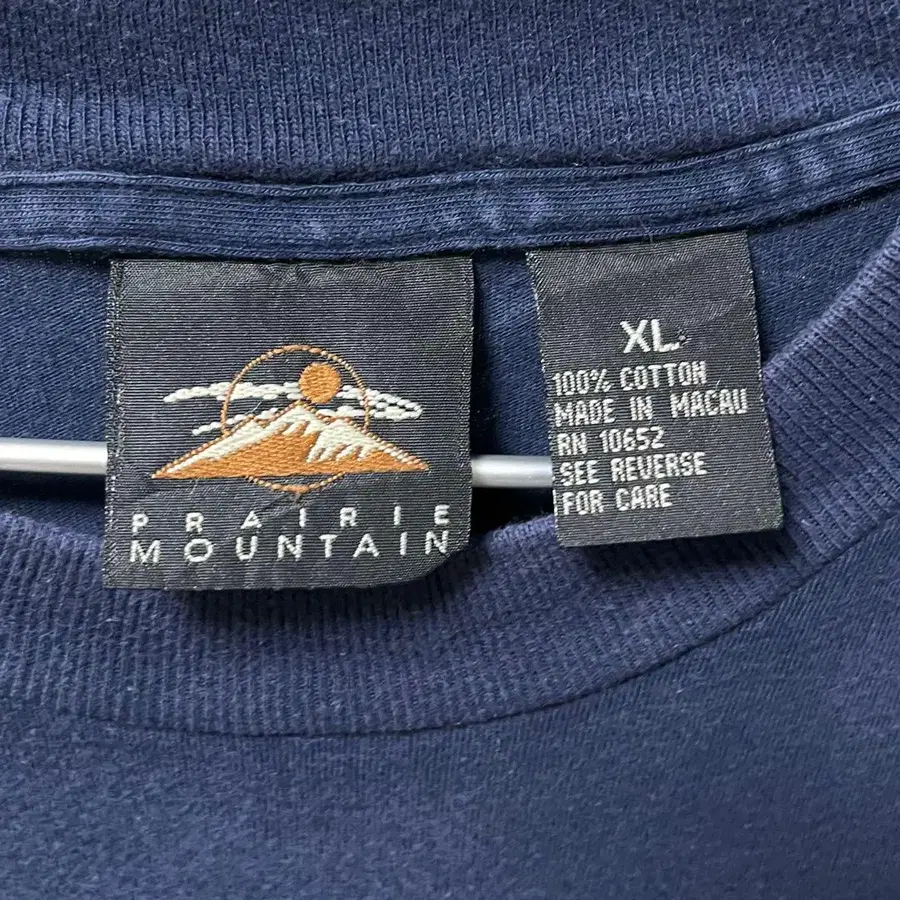 PRAIRIE
MOUNTAIN
XL
100% COTTON
MADE IN MACAU
RN 10652
SEE REVERSE
FOR CARE